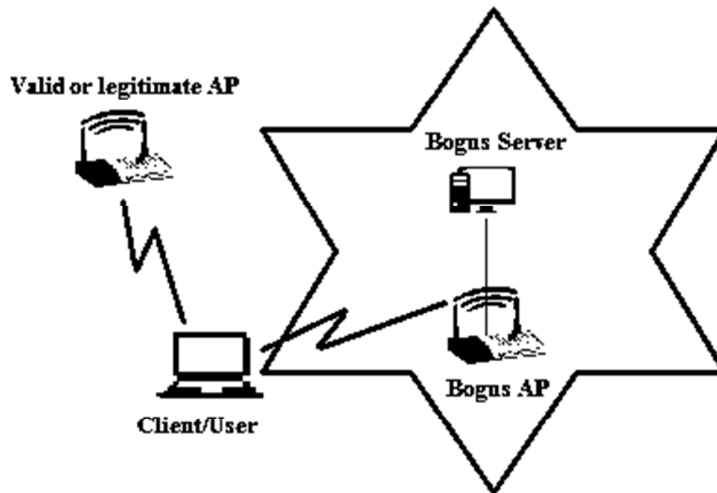 Valid or legitimate AP
Bogus Server
Bogus AP
Client/User